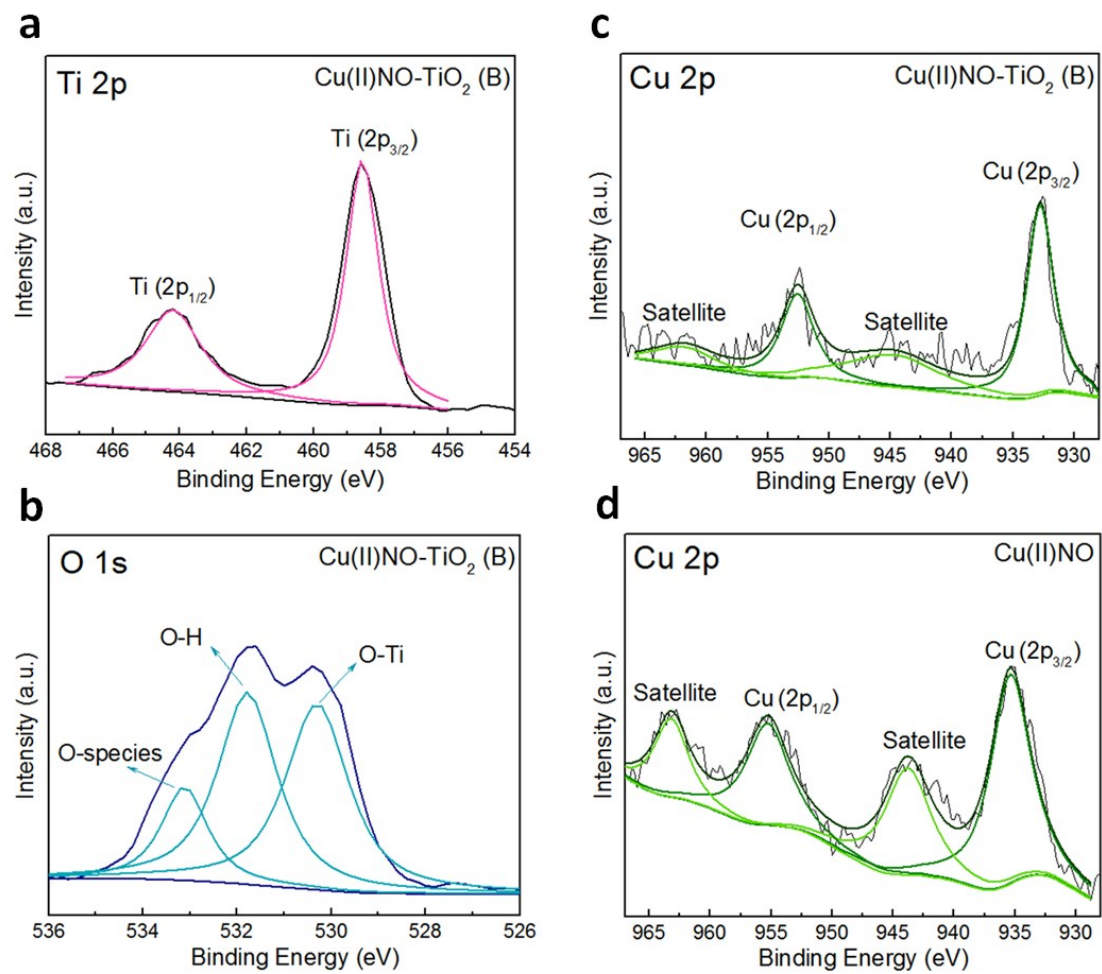 a
Ti 2p
Cu(II)NO-TiO₂ (B)
Ti (2p₃/₂)
Ti (2p₁/₂)
Intensity (a.u.)
468 466 464 462 460 458 456 454
Binding Energy (eV)
b
O 1s
Cu(II)NO-TiO₂ (B)
O-H
O-Ti
O-species
Intensity (a.u.)
536 534 532 530 528 526
Binding Energy (eV)
c
Cu 2p
Cu(II)NO-TiO₂ (B)
Cu (2p₃/₂)
Cu (2p₁/₂)
Satellite
Satellite
Intensity (a.u.)
965 960 955 950 945 940 935 930
Binding Energy (eV)
d
Cu 2p
Cu(II)NO
Cu (2p₃/₂)
Satellite
Cu (2p₁/₂)
Satellite
Intensity (a.u.)
965 960 955 950 945 940 935 930
Binding Energy (eV)